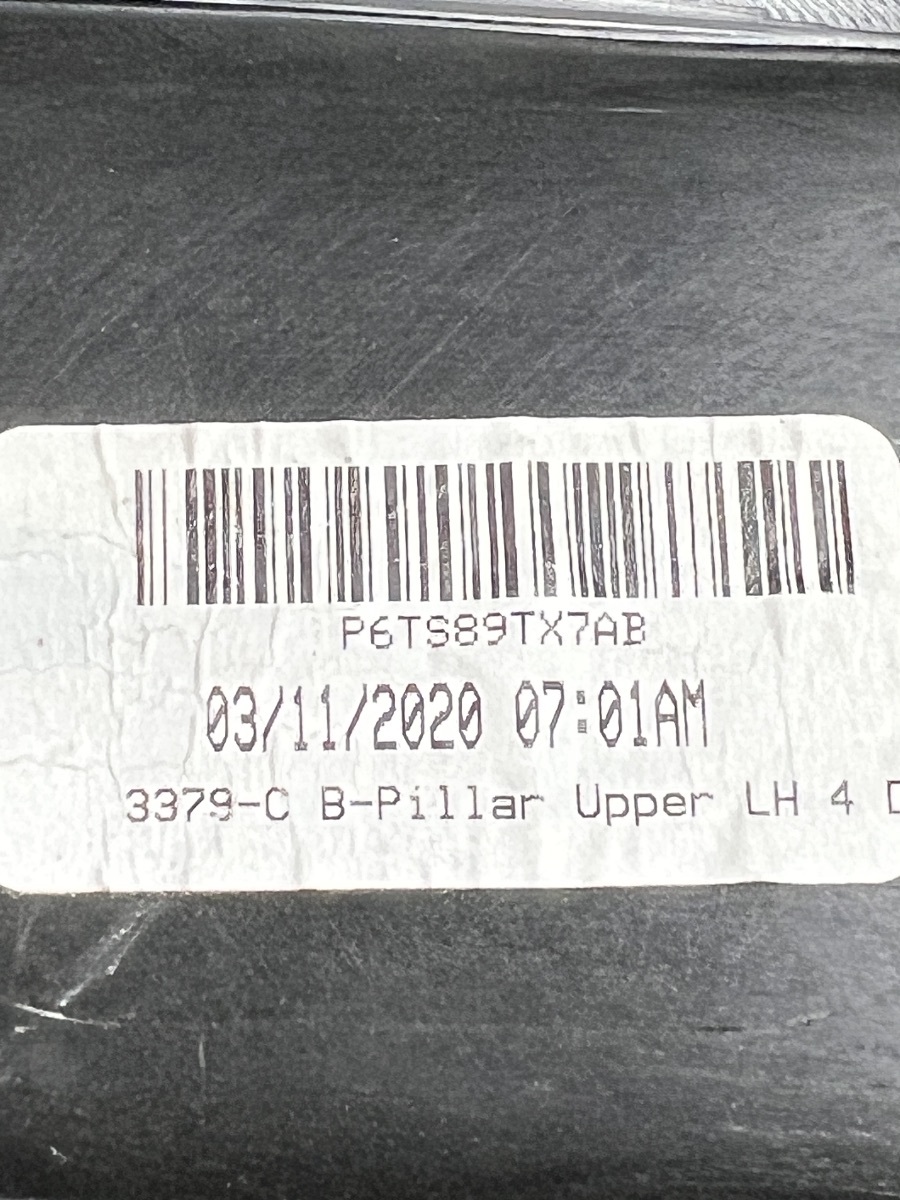 P6TS89TX7AB
03/11/2020 07:01AM
3379-C B-Pillar Upper LH 4